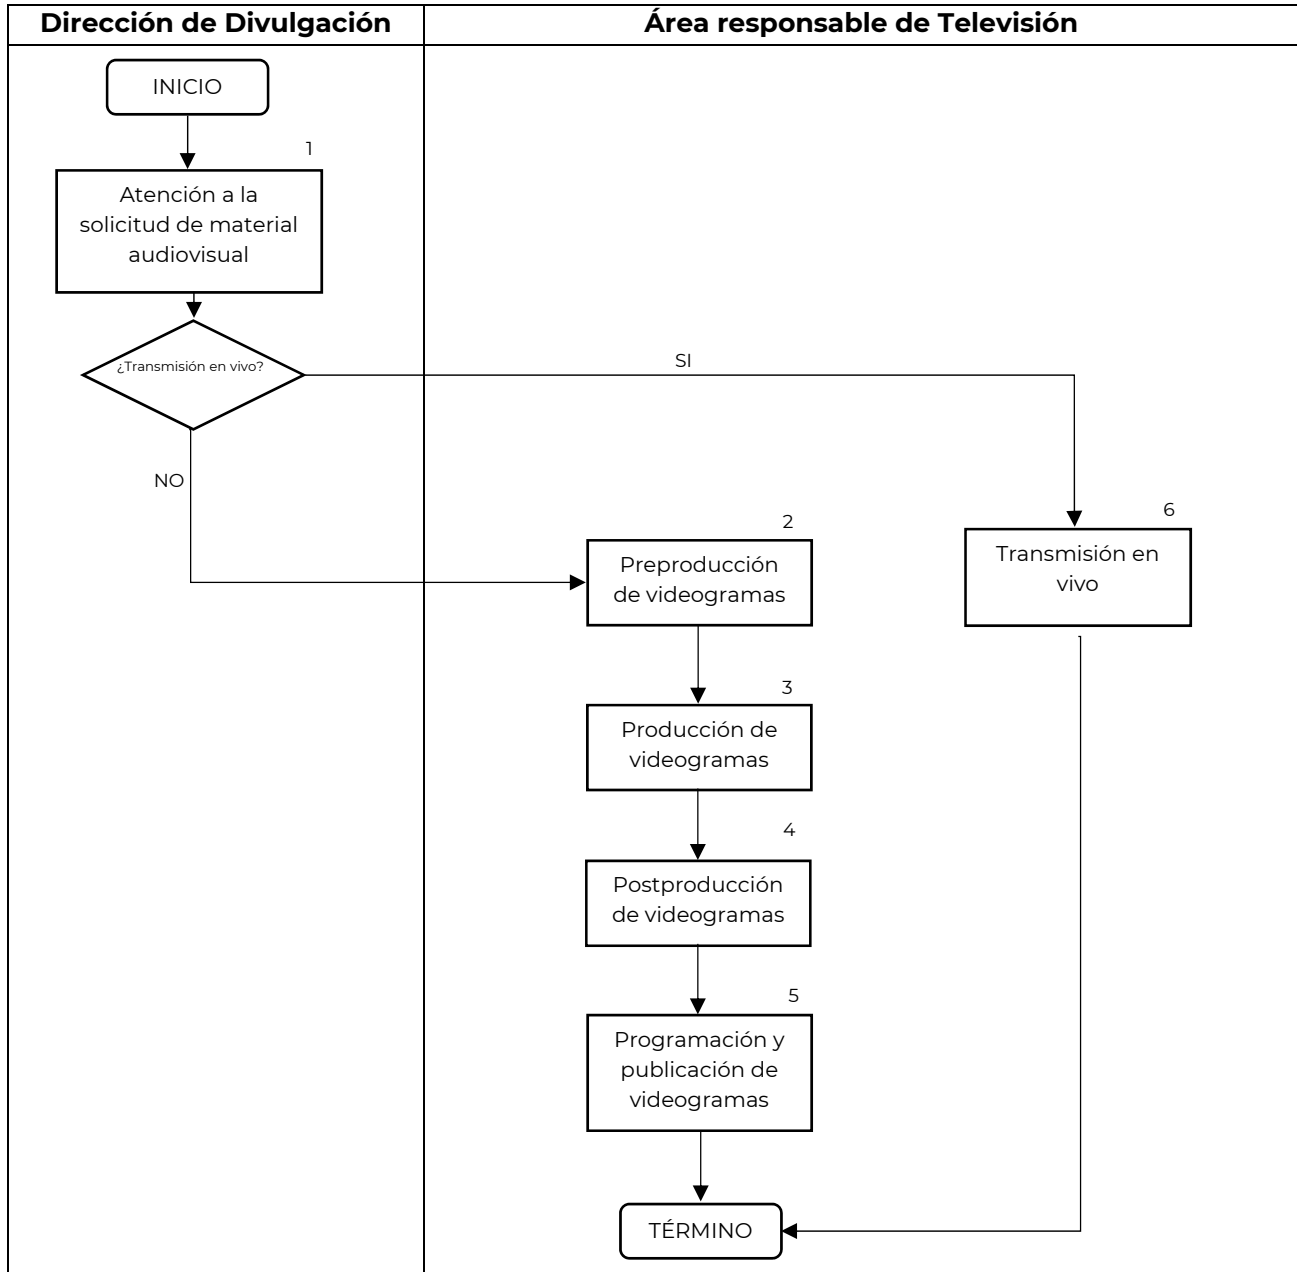 Dirección de Divulgación
Área responsable de Televisión
INICIO
1
Atención a la
solicitud de material
audiovisual
¿Transmisión en vivo?
SI
NO
2
Preproducción
de videogramas
6
Transmisión en
vivo
3
Producción de
videogramas
4
Postproducción
de videogramas
5
Programación y
publicación de
videogramas
TÉRMINO